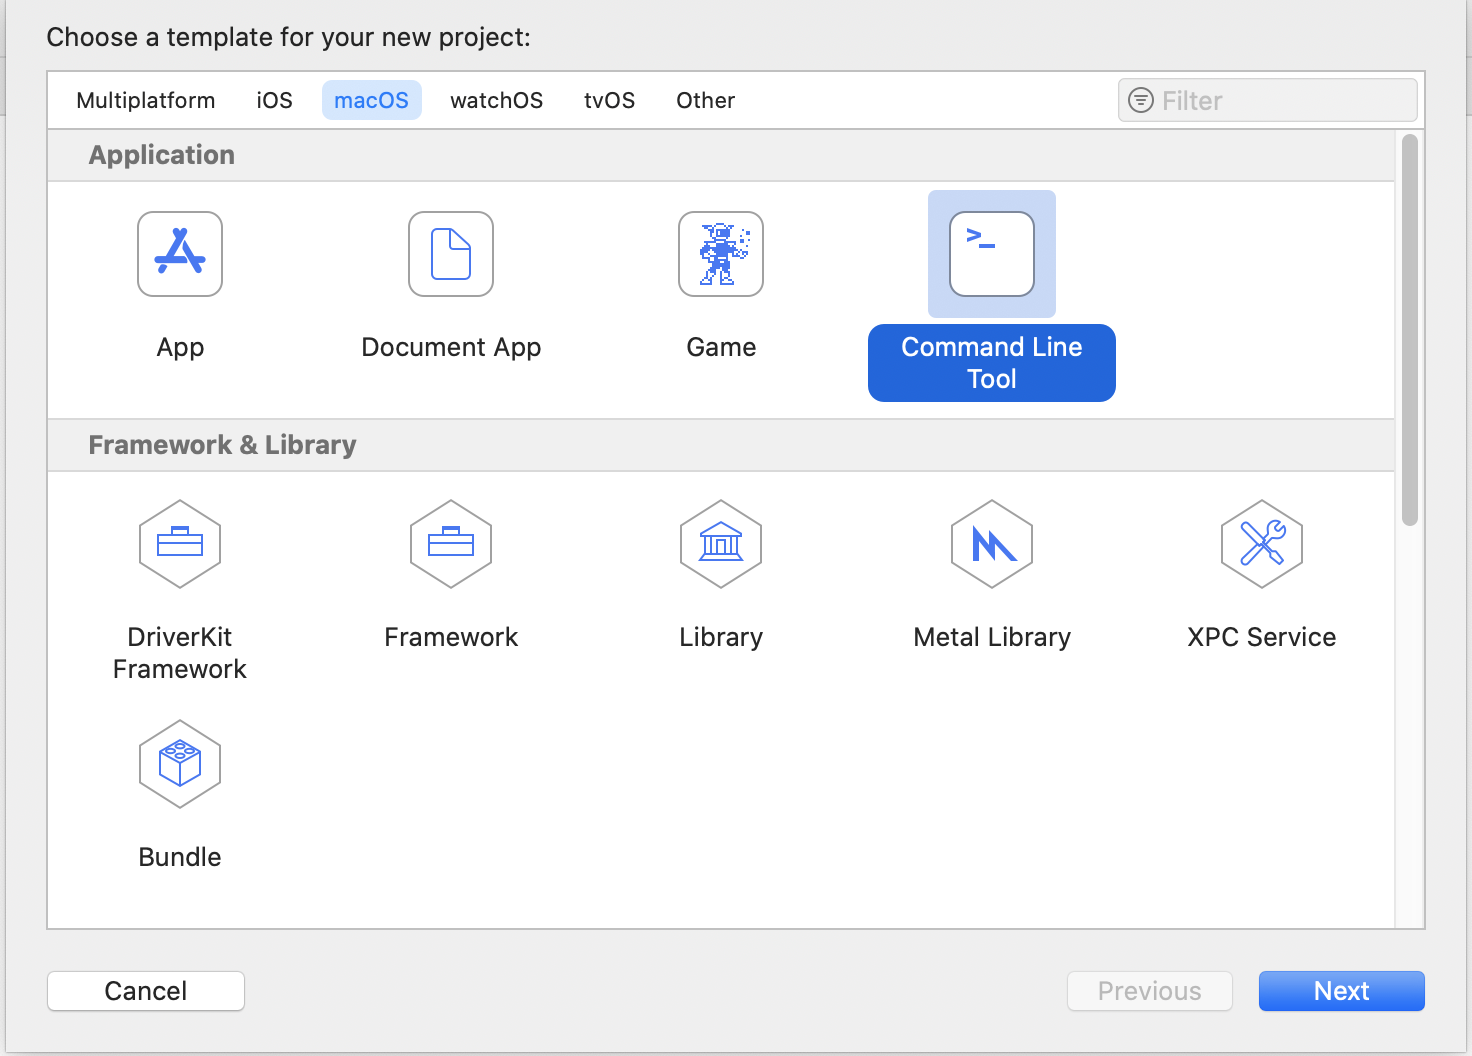 Choose a template for your new project:
Multiplatform iOS macOS watchOS tvOS Other Filter
Application
App Document App Game Command Line
Tool
Framework & Library
DriverKit Framework Library Metal Library XPC Service
Framework
Bundle
Cancel Previous Next